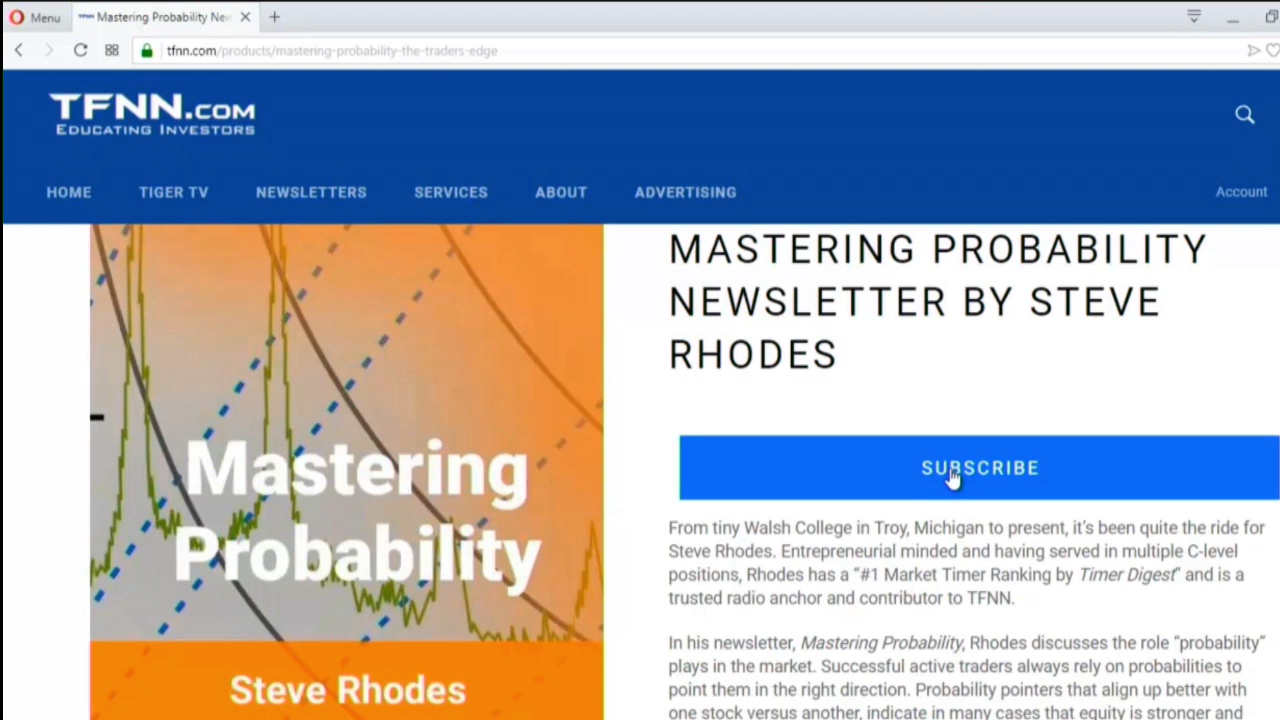 Menu
Mastering Probability Nev
tfnn.com/products/mastering-probability-the-traders-edge
TFNN.COM
EDUCATING INVESTORS
HOME TIGER TV NEWSLETTERS SERVICES ABOUT ADVERTISING Account
MASTERING PROBABILITY
NEWSLETTER BY STEVE
RHODES
Mastering
Probability
Steve Rhodes
SUBSCRIBE
From tiny Walsh College in Troy, Michigan to present, it's been quite the ride for
Steve Rhodes. Entrepreneurial minded and having served in multiple C-level
positions, Rhodes has a “#1 Market Timer Ranking by Timer Digest” and is a
trusted radio anchor and contributor to TFNN.
In his newsletter, Mastering Probability, Rhodes discusses the role “probability”
plays in the market. Successful active traders always rely on probabilities to
point them in the right direction. Probability pointers that align up better with
one stock versus another, indicate in many cases that equity is stronger and